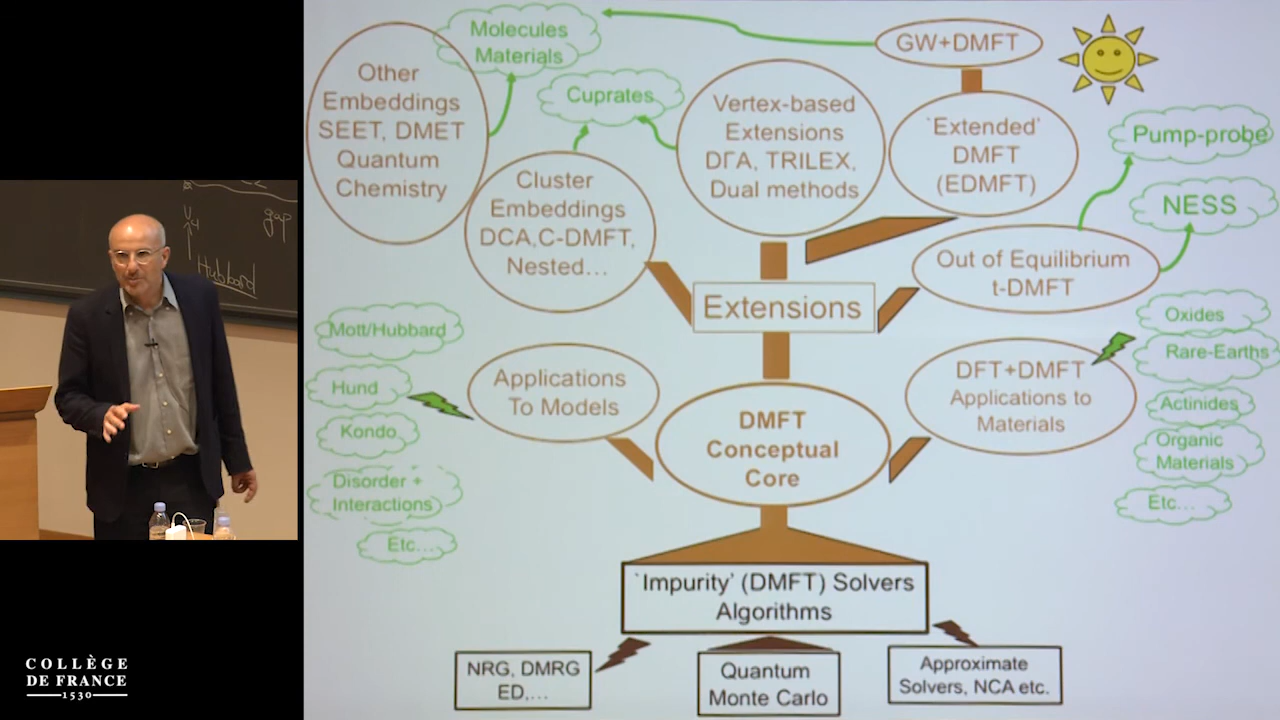 Molecules
Materials
GW+DMFT
Other
Embeddings
SEET, DMET
Quantum
Chemistry
Cuprates
Vertex-based
Extensions
DΓA, TRILEX,
Dual methods
`Extended'
DMFT
(EDMFT)
Pump-probe
NESS
Cluster
Embeddings
DCA,C-DMFT,
Nested...
Out of Equilibrium
t-DMFT
Extensions
gap
Hubbard
Mott/Hubbard
Hund
Kondo
Disorder +
Interactions
Etc...
Applications
To Models
DMFT
Conceptual
Core
DFT+DMFT
Applications to
Materials
Oxides
Rare-Earths
Actinides
Organic
Materials
Etc...
`Impurity' (DMFT) Solvers
Algorithms
NRG, DMRG
ED,...
Quantum
Monte Carlo
Approximate
Solvers, NCA etc.
COLLÈGE
DE FRANCE
1530